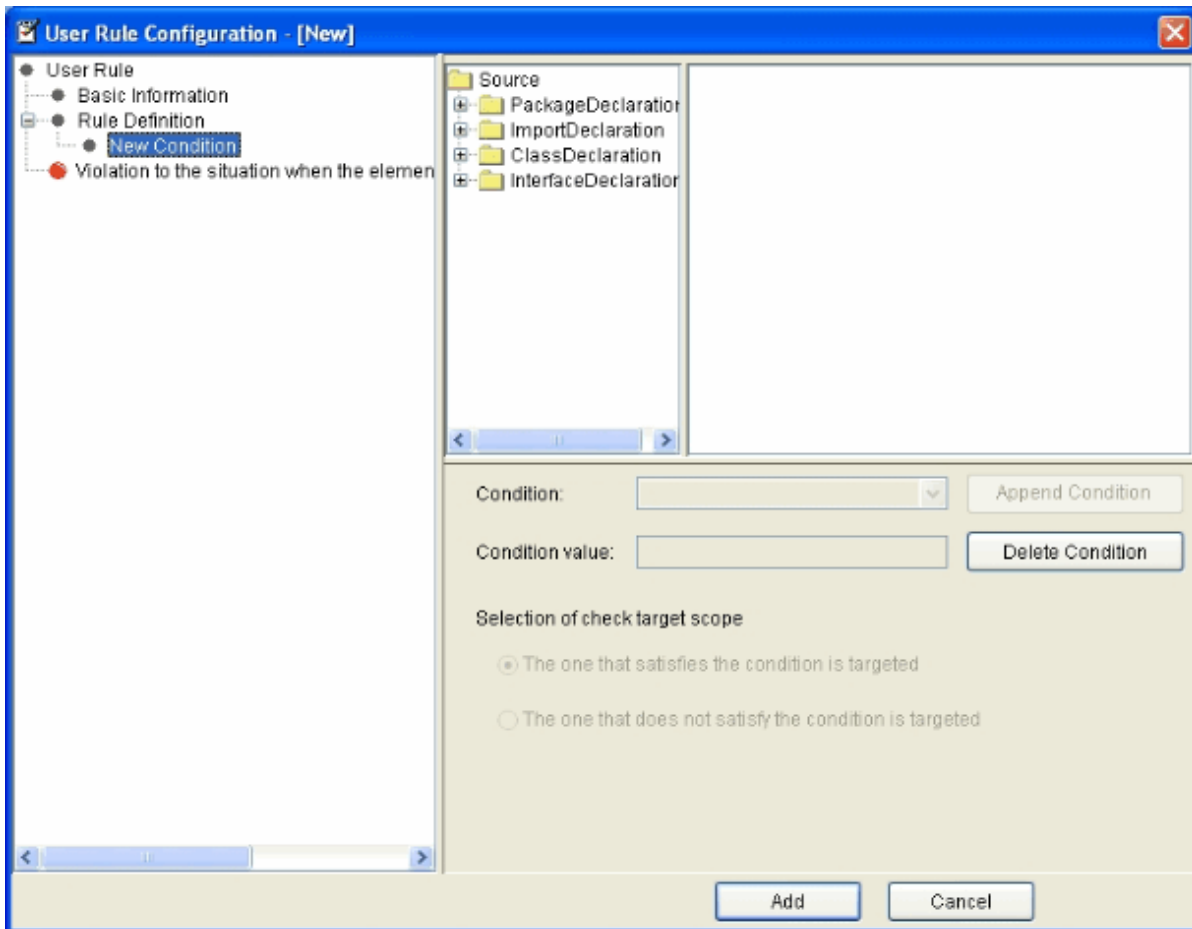 User Rule Configuration - [New]
User Rule
Basic Information
Rule Definition
New Condition
Violation to the situation when the elemen
Source
PackageDeclaration
ImportDeclaration
ClassDeclaration
InterfaceDeclaration
Condition:
Append Condition
Condition value:
Delete Condition
Selection of check target scope
The one that satisfies the condition is targeted
The one that does not satisfy the condition is targeted
Add
Cancel